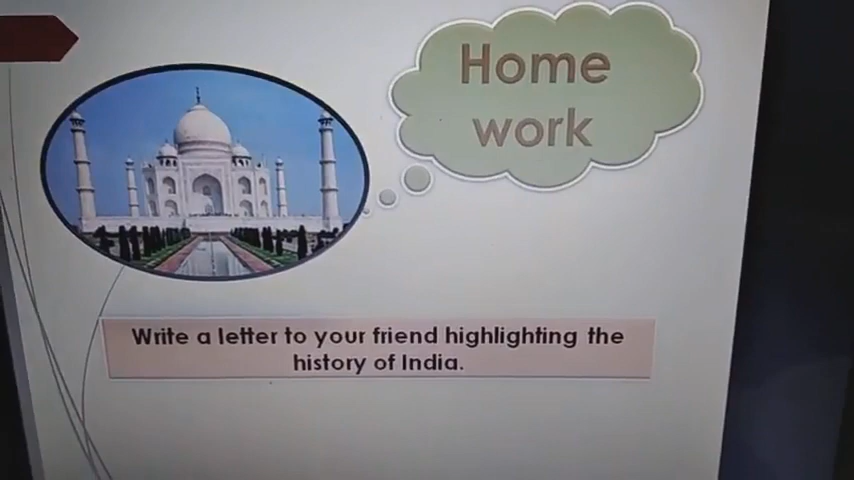 Home
work
Write a letter to your friend highlighting the
history of India.